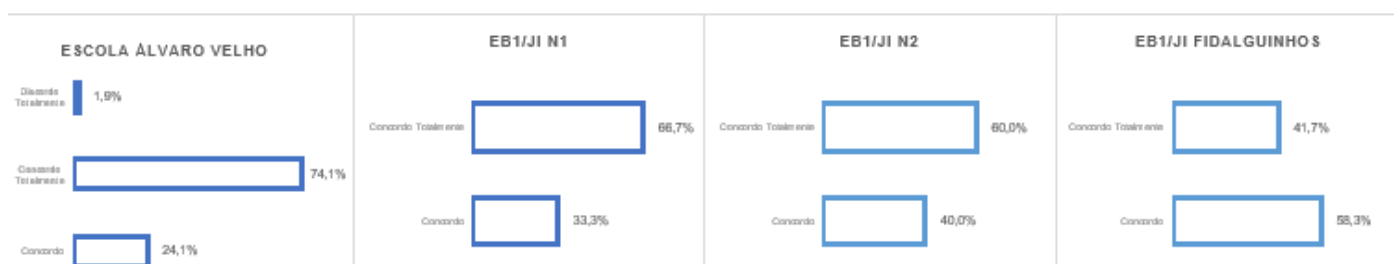 ESCOLA ÁLVARO VELHO
Discordo
Totalmente
1,9%
Concordo
Totalmente
74,1%
Concordo
24,1%
EB1/JI N1
Concordo Totalmente
66,7%
Concordo
33,3%
EB1/JI N2
Concordo Totalmente
60,0%
Concordo
40,0%
EB1/JI FIDALGUINHOS
Concordo Totalmente
41,7%
Concordo
58,3%